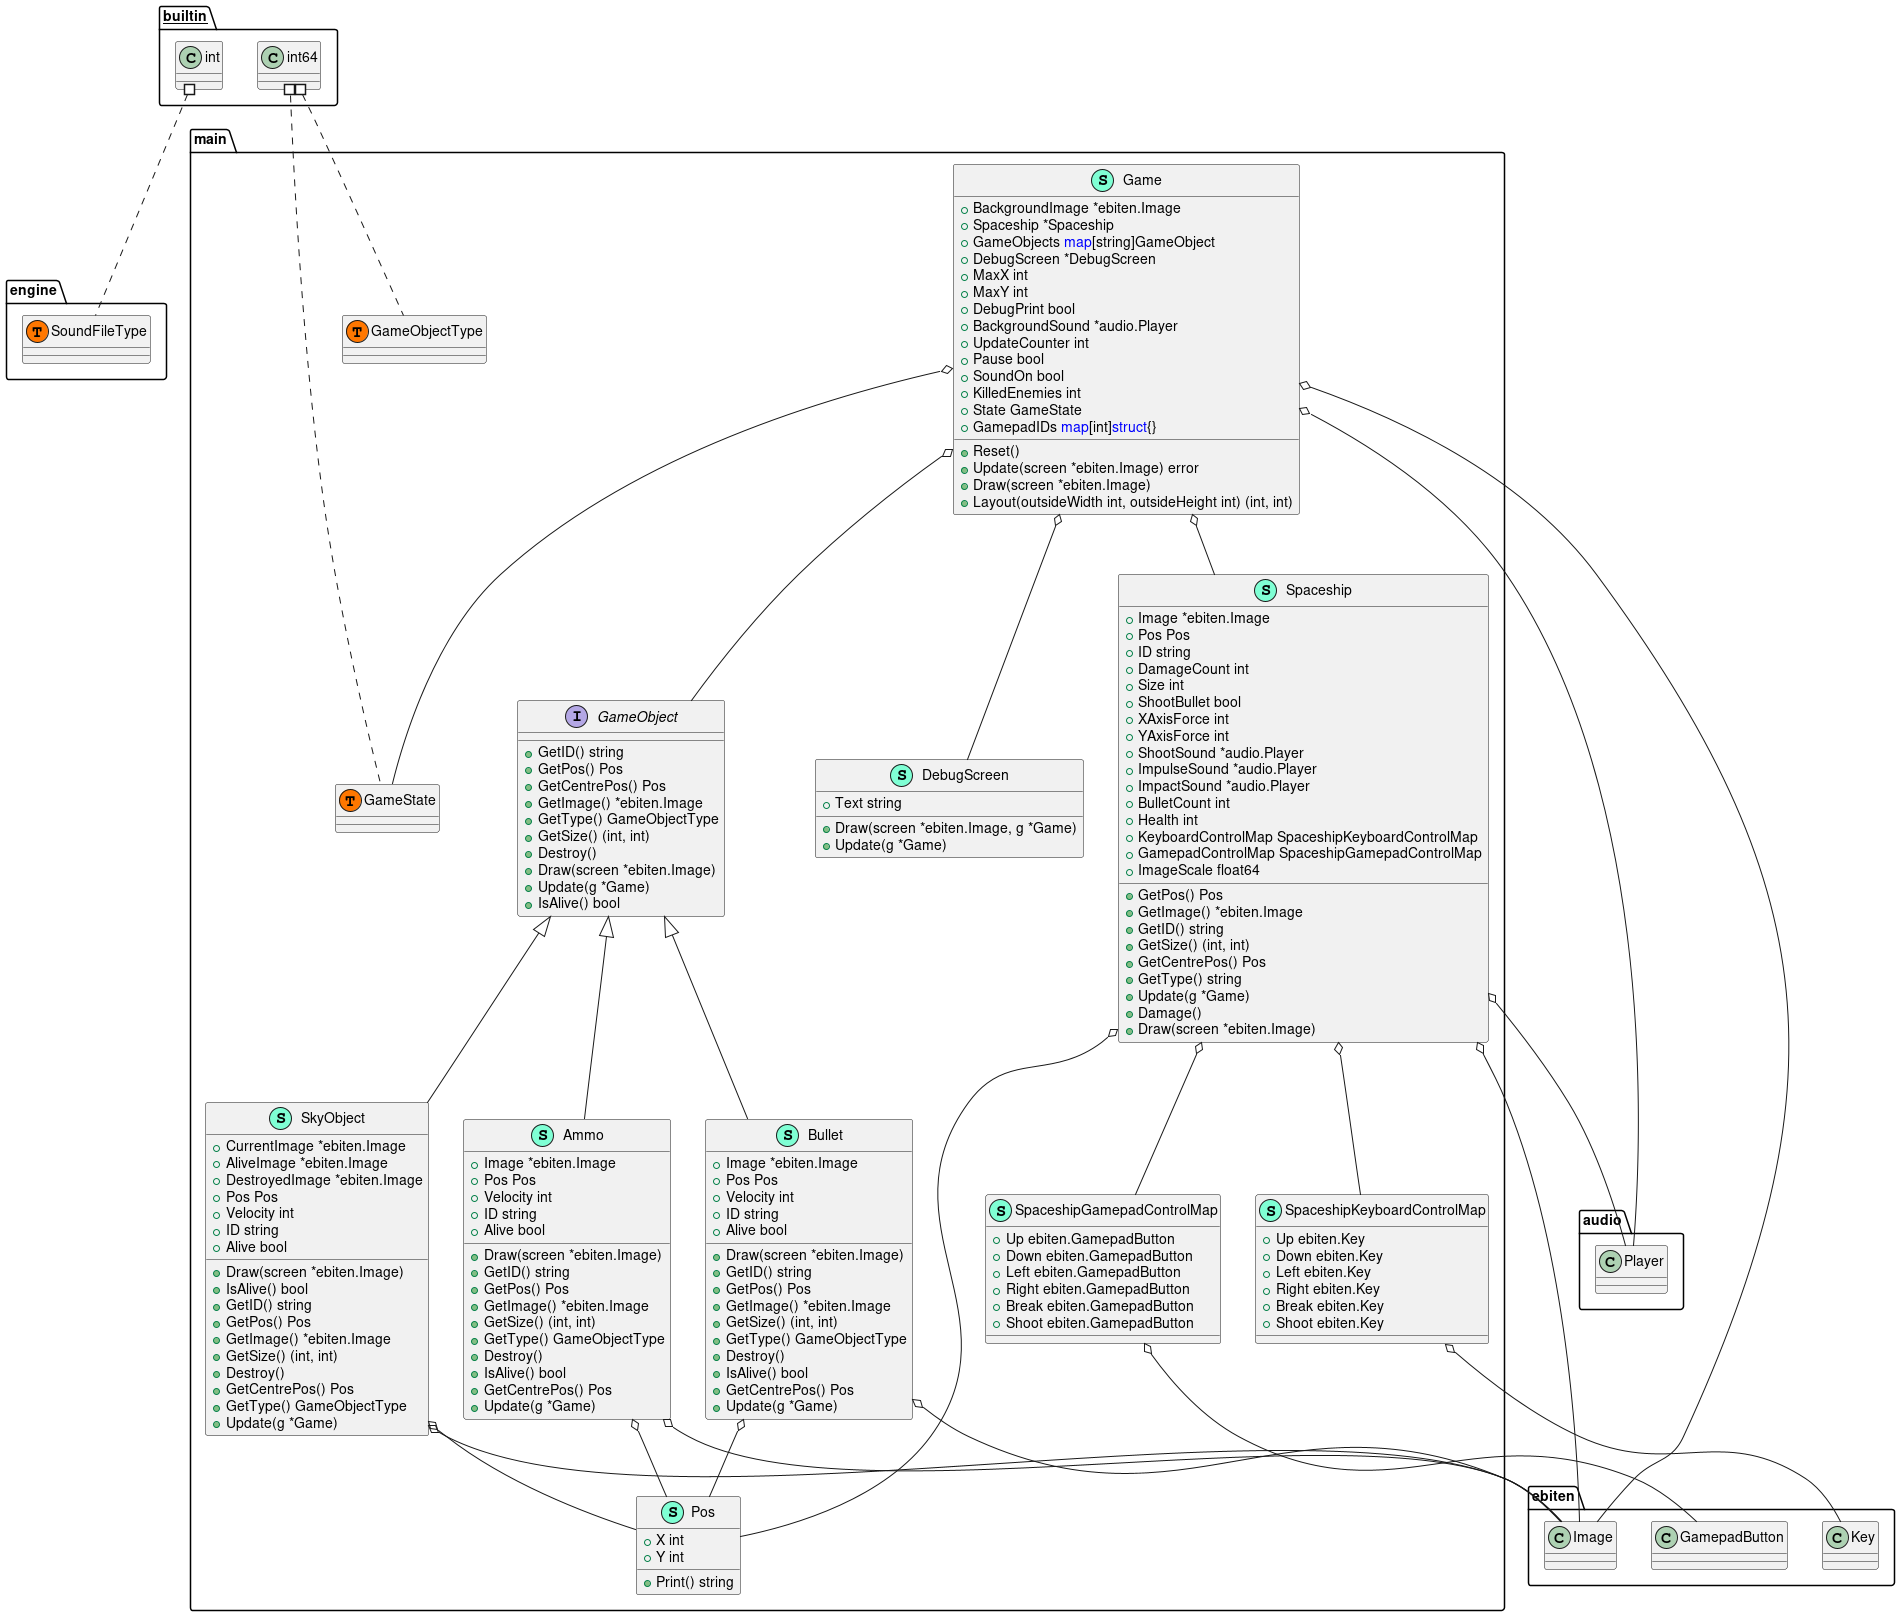 builtin
C int
C int64
main
engine
T SoundFileType
T GameObjectType
S Game
BackgroundImage *ebiten.Image
Spaceship *Spaceship
GameObjects map[string]GameObject
DebugScreen *DebugScreen
MaxX int
MaxY int
DebugPrint bool
BackgroundSound *audio.Player
UpdateCounter int
Pause bool
SoundOn bool
KilledEnemies int
State GameState
GamepadIDs map[int]struct{}
Reset()
Update(screen *ebiten.Image) error
Draw(screen *ebiten.Image)
Layout(outsideWidth int, outsideHeight int) (int, int)
T GameState
I GameObject
GetID() string
GetPos() Pos
GetCentrePos() Pos
GetImage() *ebiten.Image
GetType() GameObjectType
GetSize() (int, int)
Destroy()
Draw(screen *ebiten.Image)
Update(g *Game)
IsAlive() bool
S DebugScreen
Text string
Draw(screen *ebiten.Image, g *Game)
Update(g *Game)
S Spaceship
Image *ebiten.Image
Pos Pos
ID string
DamageCount int
Size int
ShootBullet bool
XAxisForce int
YAxisForce int
ShootSound *audio.Player
ImpulseSound *audio.Player
ImpactSound *audio.Player
BulletCount int
Health int
KeyboardControlMap SpaceshipKeyboardControlMap
GamepadControlMap SpaceshipGamepadControlMap
ImageScale float64
GetPos() Pos
GetImage() *ebiten.Image
GetID() string
GetSize() (int, int)
GetCentrePos() Pos
GetType() string
Update(g *Game)
Damage()
Draw(screen *ebiten.Image)
S SkyObject
CurrentImage *ebiten.Image
AliveImage *ebiten.Image
DestroyedImage *ebiten.Image
Pos Pos
Velocity int
ID string
Alive bool
Draw(screen *ebiten.Image)
IsAlive() bool
GetID() string
GetPos() Pos
GetImage() *ebiten.Image
GetSize() (int, int)
Destroy()
GetCentrePos() Pos
GetType() GameObjectType
Update(g *Game)
S Ammo
Image *ebiten.Image
Pos Pos
Velocity int
ID string
Alive bool
Draw(screen *ebiten.Image)
GetID() string
GetPos() Pos
GetImage() *ebiten.Image
GetSize() (int, int)
GetType() GameObjectType
Destroy()
IsAlive() bool
GetCentrePos() Pos
Update(g *Game)
S Bullet
Image *ebiten.Image
Pos Pos
Velocity int
ID string
Alive bool
Draw(screen *ebiten.Image)
GetID() string
GetPos() Pos
GetImage() *ebiten.Image
GetSize() (int, int)
GetType() GameObjectType
Destroy()
IsAlive() bool
GetCentrePos() Pos
Update(g *Game)
S SpaceshipGamepadControlMap
Up ebiten.GamepadButton
Down ebiten.GamepadButton
Left ebiten.GamepadButton
Right ebiten.GamepadButton
Break ebiten.GamepadButton
Shoot ebiten.GamepadButton
S SpaceshipKeyboardControlMap
Up ebiten.Key
Down ebiten.Key
Left ebiten.Key
Right ebiten.Key
Break ebiten.Key
Shoot ebiten.Key
audio
C Player
S Pos
X int
Y int
Print() string
ebiten
C Image
C GamepadButton
C Key